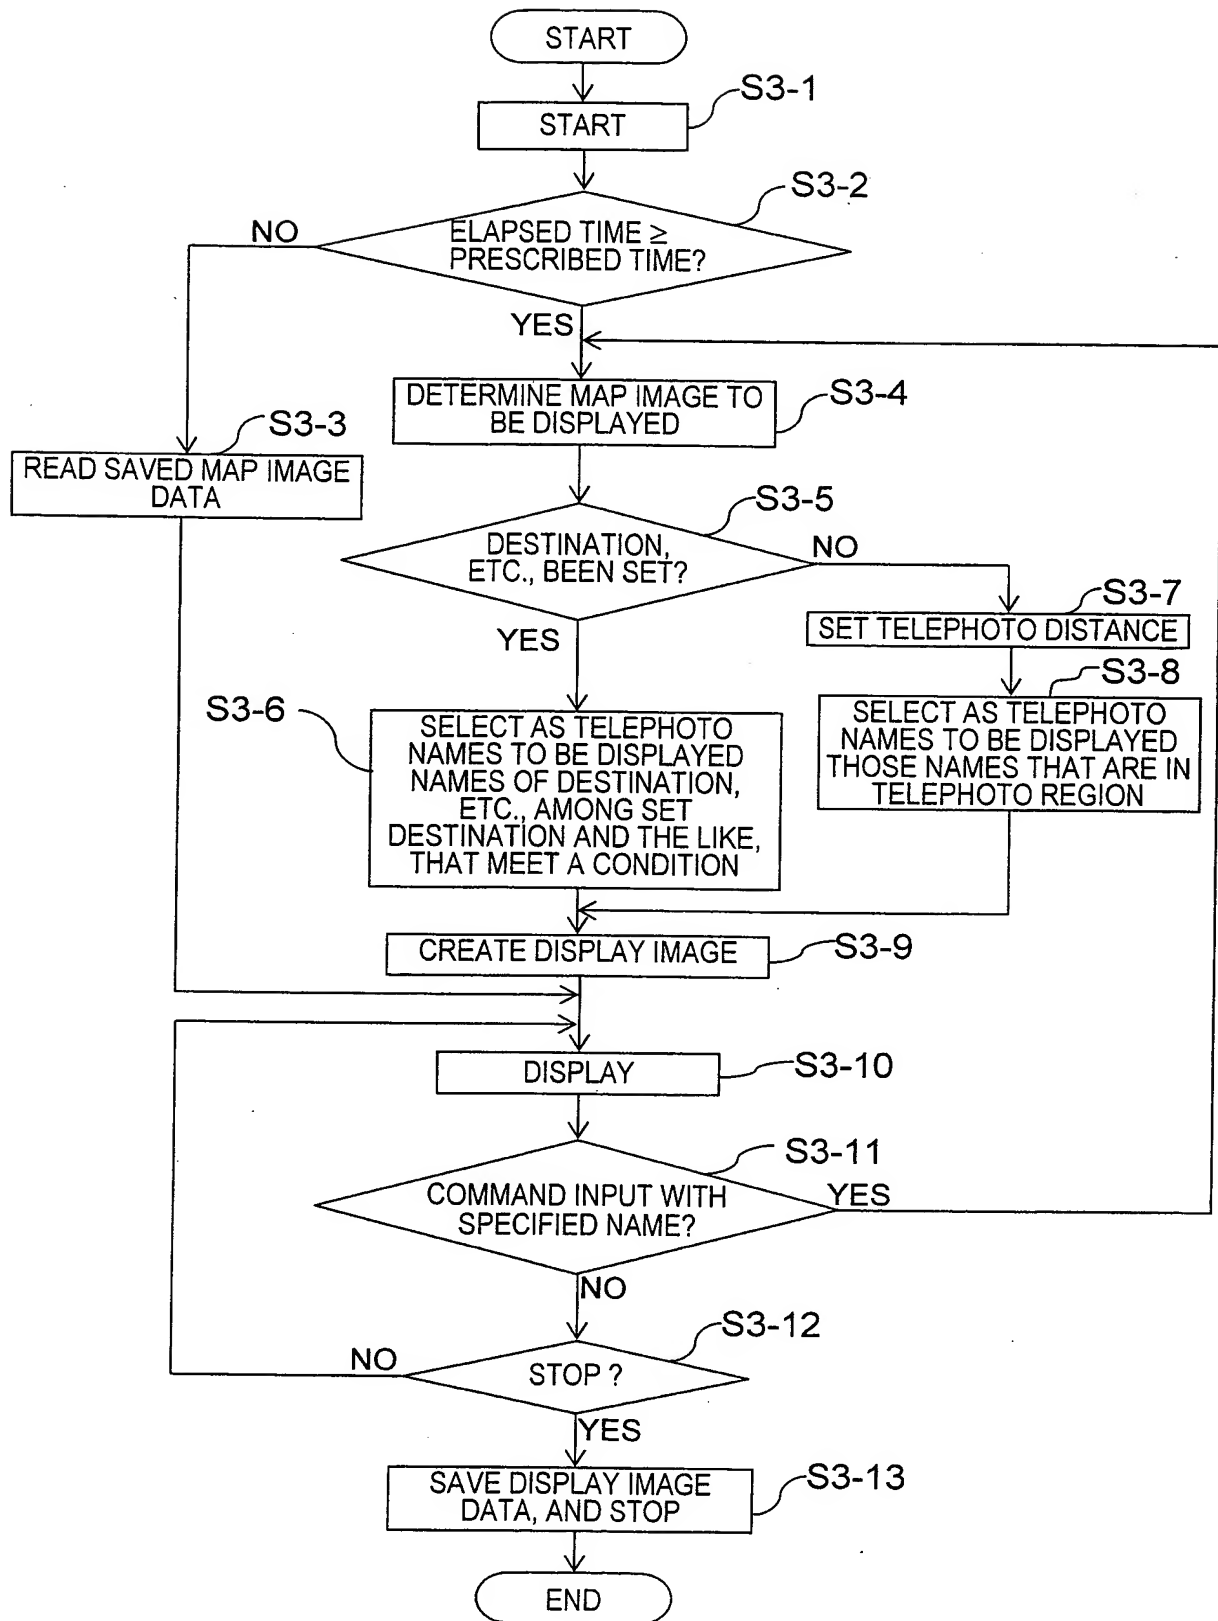 START
S3-1
START
S3-2
NO
ELAPSED TIME ≥
PRESCRIBED TIME?
YES
DETERMINE MAP IMAGE TO
BE DISPLAYED
S3-4
S3-3
READ SAVED MAP IMAGE
DATA
S3-5
DESTINATION,
ETC., BEEN SET?
NO
YES
S3-7
SET TELEPHOTO DISTANCE
S3-8
SELECT AS TELEPHOTO
NAMES TO BE DISPLAYED
THOSE NAMES THAT ARE IN
TELEPHOTO REGION
S3-6
SELECT AS TELEPHOTO
NAMES TO BE DISPLAYED
NAMES OF DESTINATION,
ETC., AMONG SET
DESTINATION AND THE LIKE,
THAT MEET A CONDITION
CREATE DISPLAY IMAGE
S3-9
DISPLAY
S3-10
S3-11
COMMAND INPUT WITH
SPECIFIED NAME?
YES
NO
S3-12
NO
STOP ?
YES
SAVE DISPLAY IMAGE
DATA, AND STOP
S3-13
END